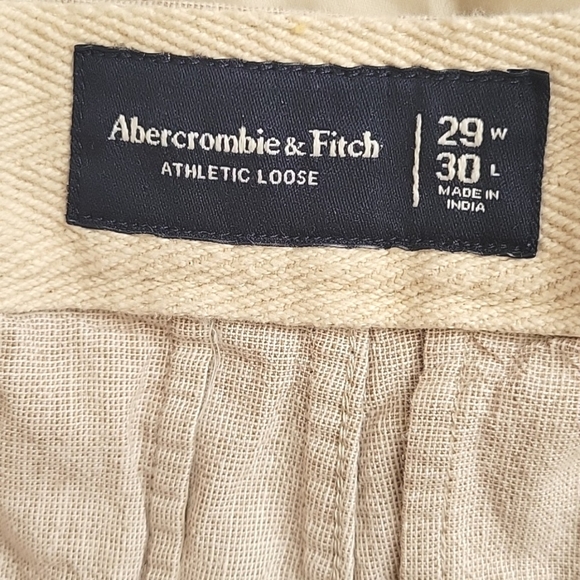 Abercrombie & Fitch
ATHLETIC LOOSE
29 W
30 L
MADE IN
INDIA